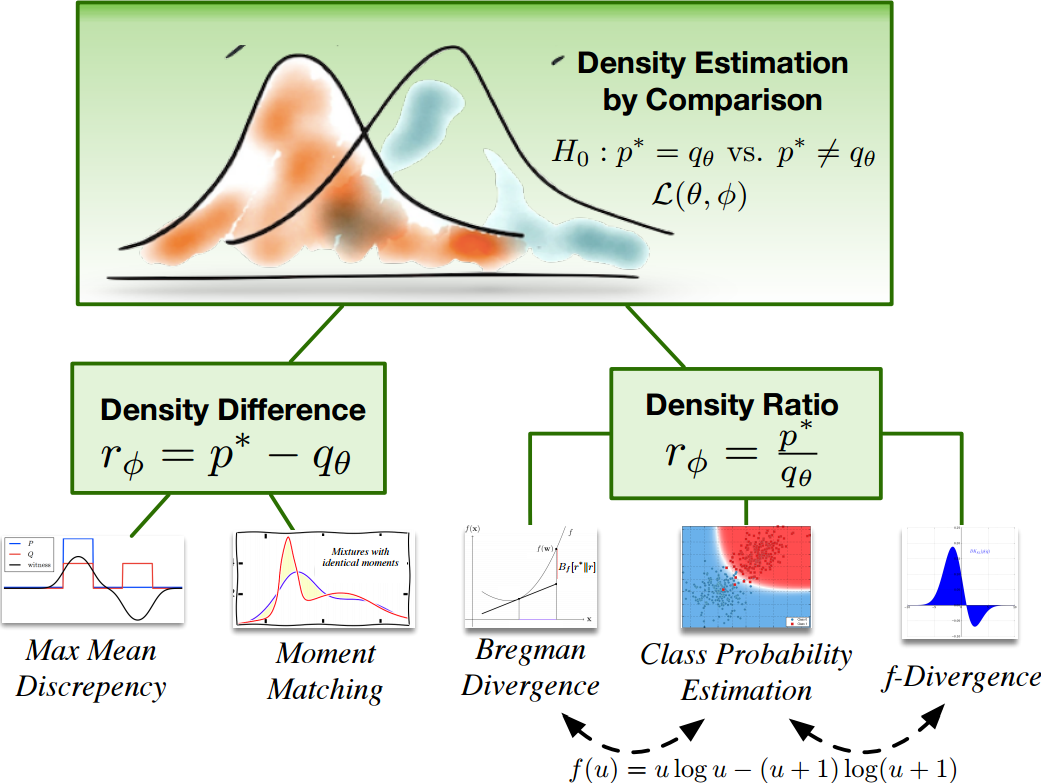 Density Estimation
by Comparison
H₀ : p* = q_θ vs. p* ≠ q_θ
ℒ(θ, ϕ)
Density Difference
r_ϕ = p* − q_θ
Density Ratio
r_ϕ = p*/q_θ
P
Q
witness
Mixtures with
identical moments
f(x)
f
f(w)
B_f[r*||r]
x
Max Mean
Discrepency
Moment
Matching
Bregman
Divergence
Class Probability
Estimation
f-Divergence
f(u) = u log u − (u + 1) log(u + 1)